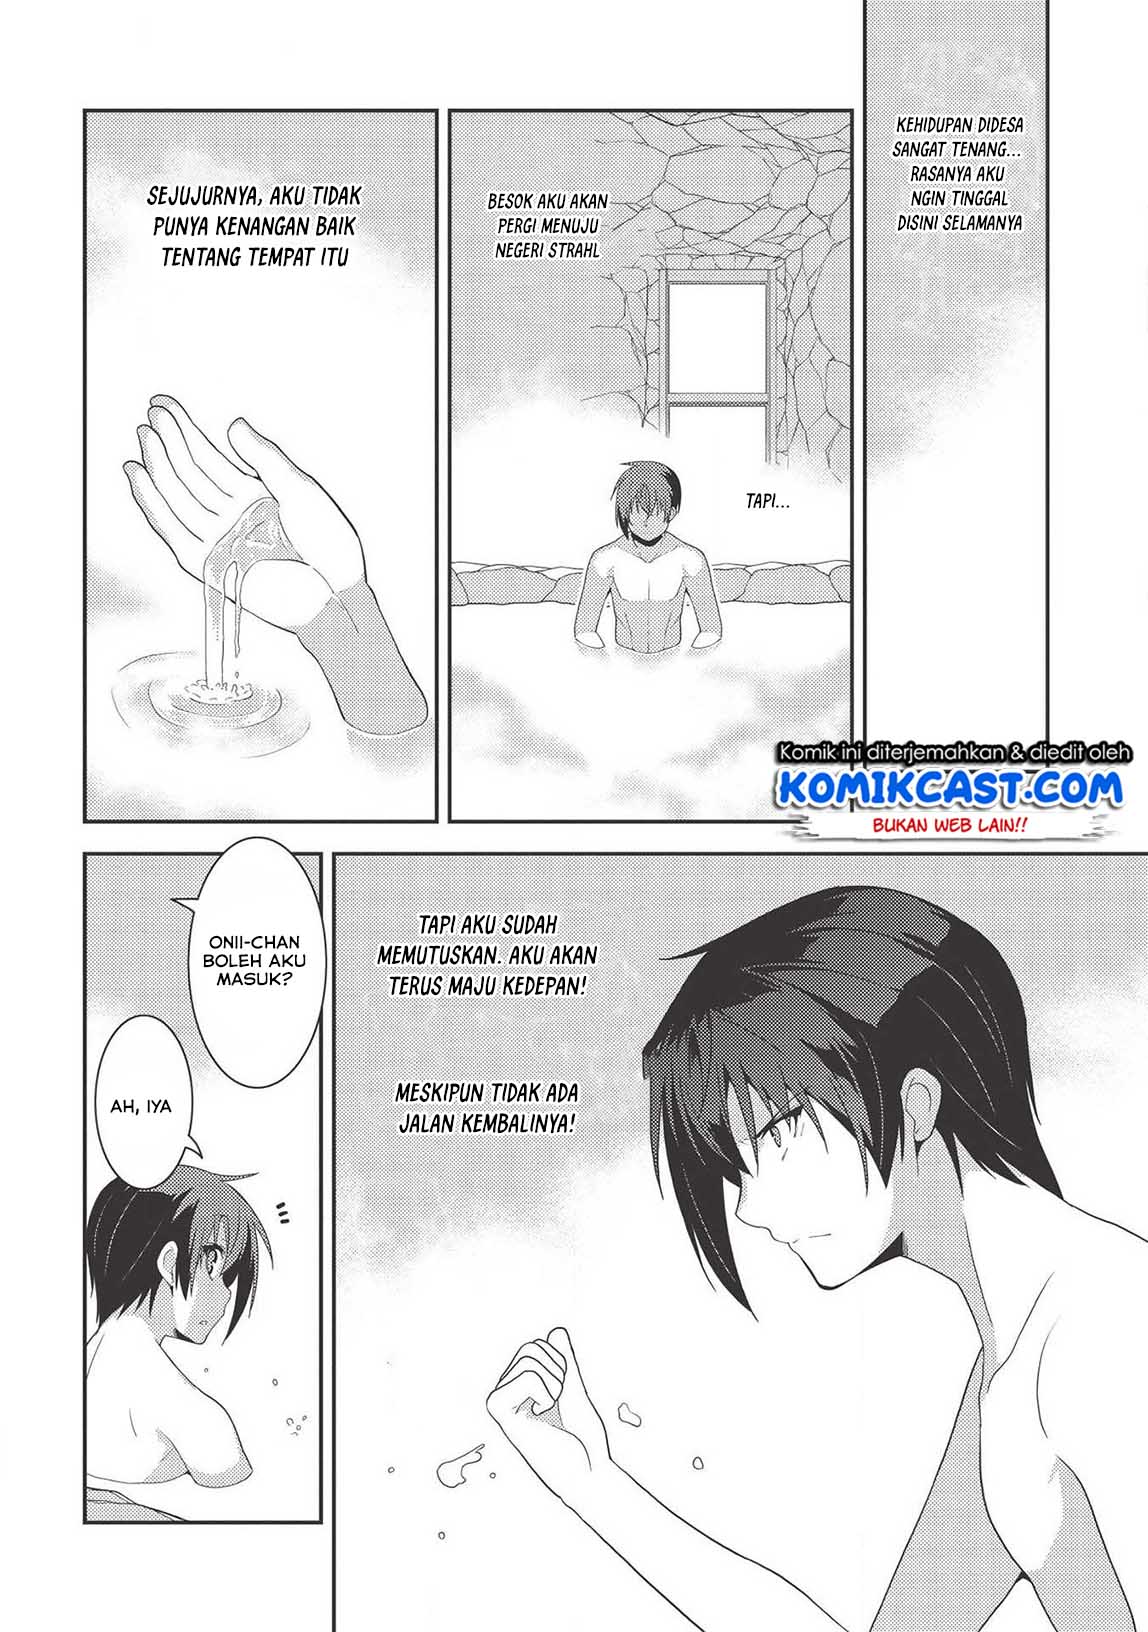 KEHIDUPAN DIDESA
SANGAT TENANG...
RASANYA AKU
NGIN TINGGAL
DISINI SELAMANYA
BESOK AKU AKAN
PERGI MENUJU
NEGERI STRAHL
TAPI...
SEJUJURNYA, AKU TIDAK
PUNYA KENANGAN BAIK
TENTANG TEMPAT ITU
Komik ini diterjemahkan & diedit oleh
KOMIKCAST.COM
BUKAN WEB LAIN!!
TAPI AKU SUDAH
MEMUTUSKAN. AKU AKAN
TERUS MAJU KEDEPAN!
MESKIPUN TIDAK ADA
JALAN KEMBALINYA!
ONII-CHAN
BOLEH AKU
MASUK?
AH, IYA